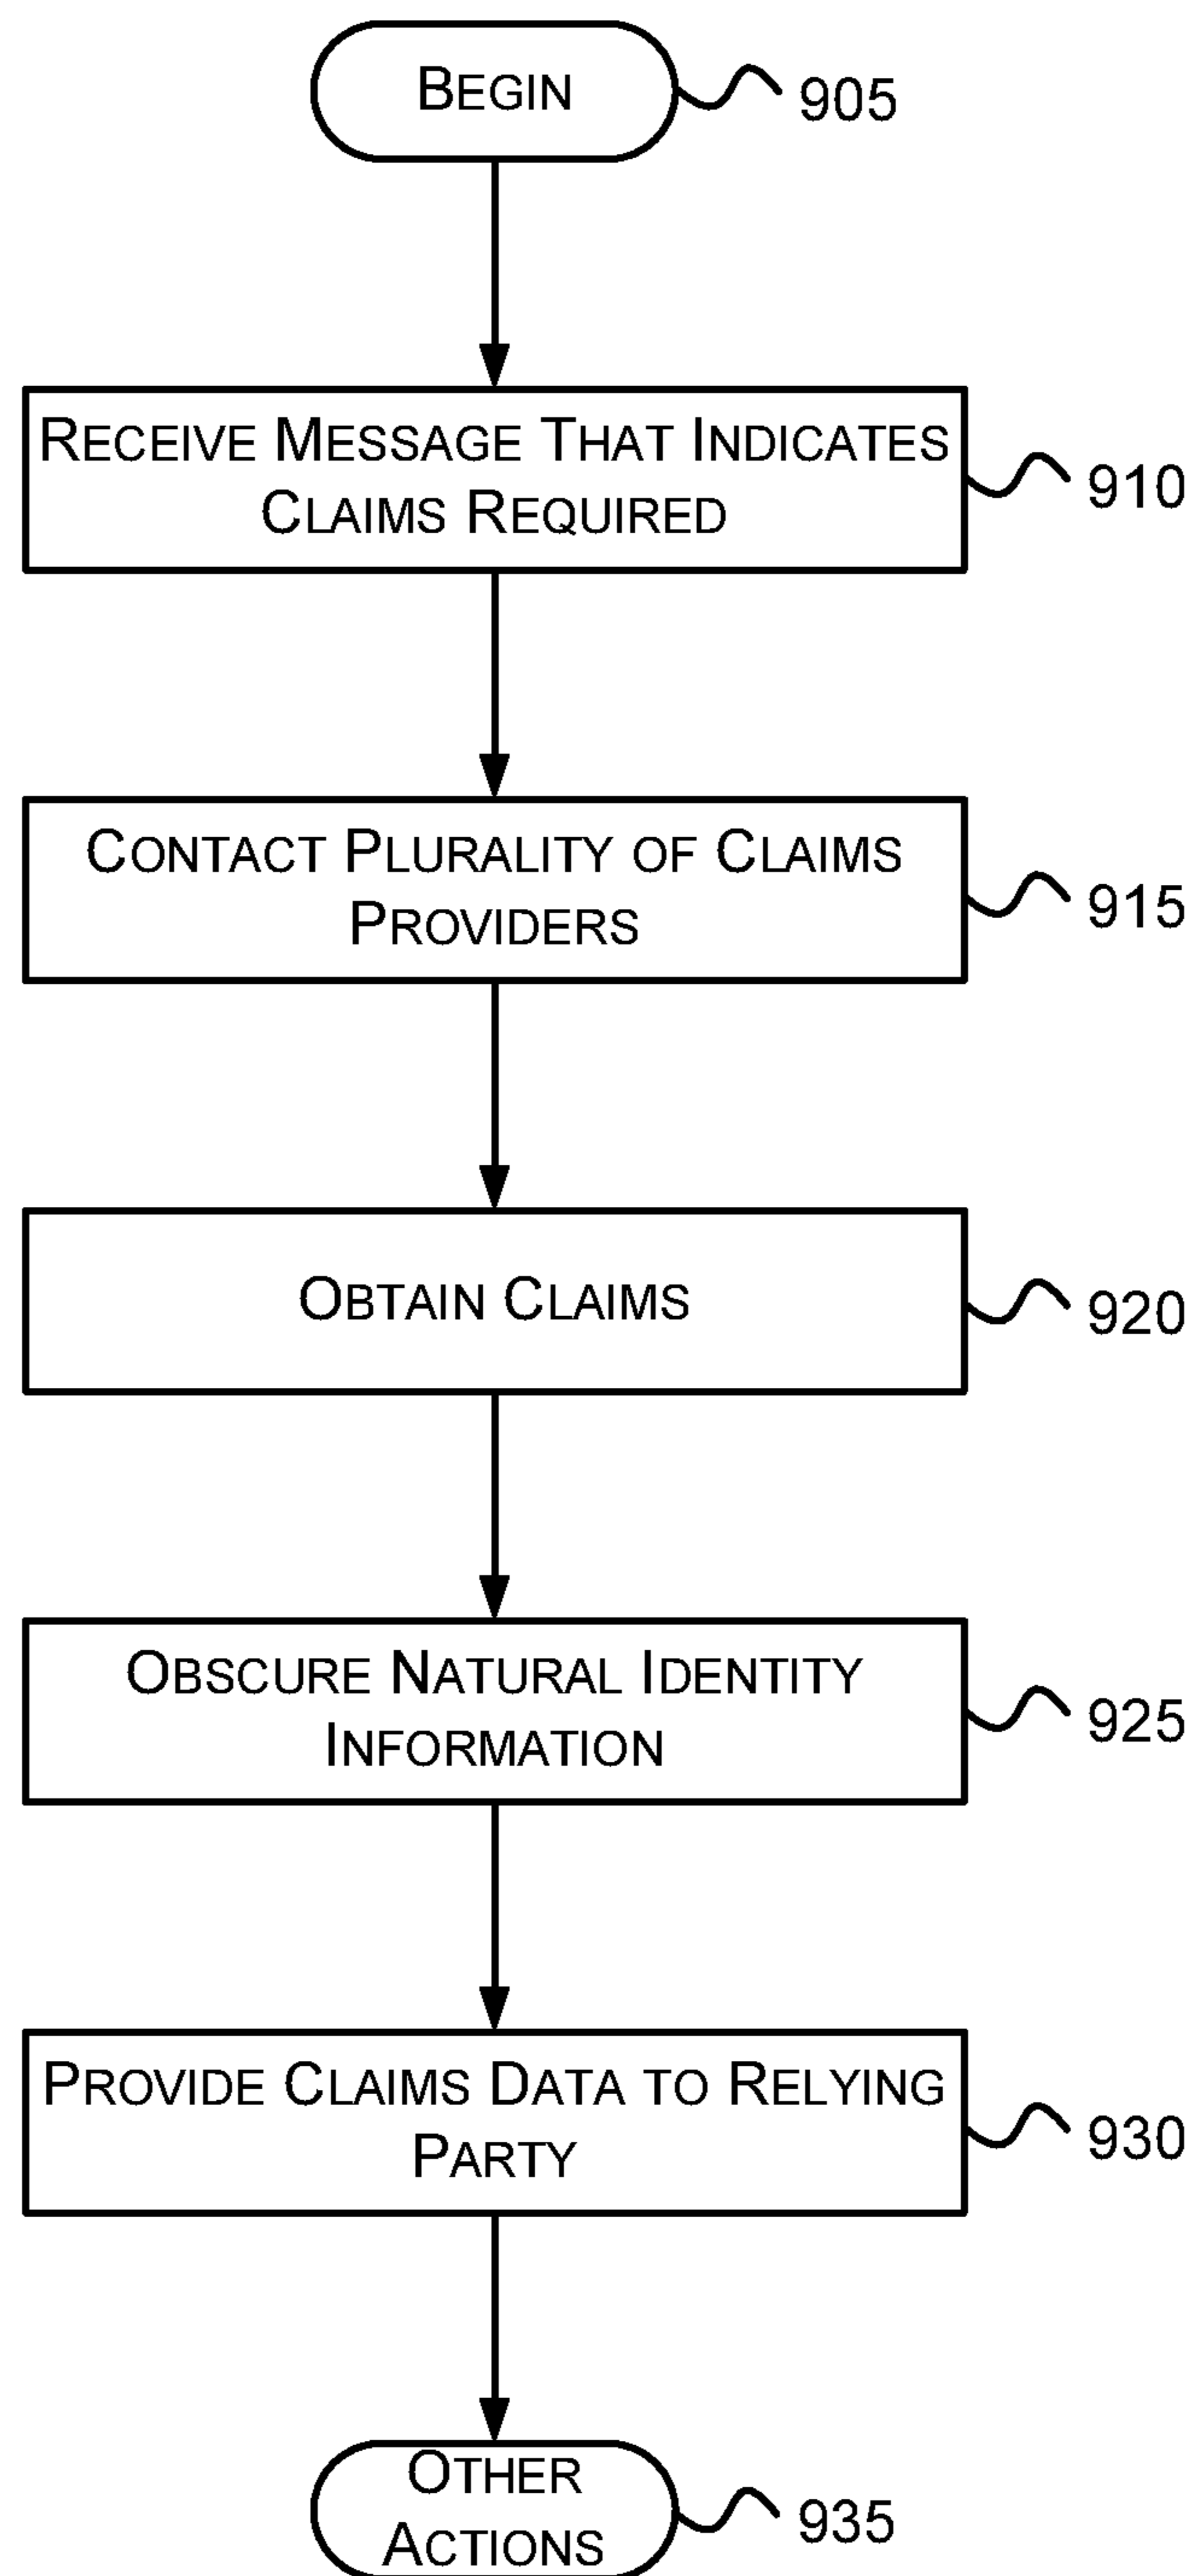 BEGIN
905
RECEIVE MESSAGE THAT INDICATES
CLAIMS REQUIRED
910
CONTACT PLURALITY OF CLAIMS
PROVIDERS
915
OBTAIN CLAIMS
920
OBSCURE NATURAL IDENTITY
INFORMATION
925
PROVIDE CLAIMS DATA TO RELYING
PARTY
930
OTHER
ACTIONS
935